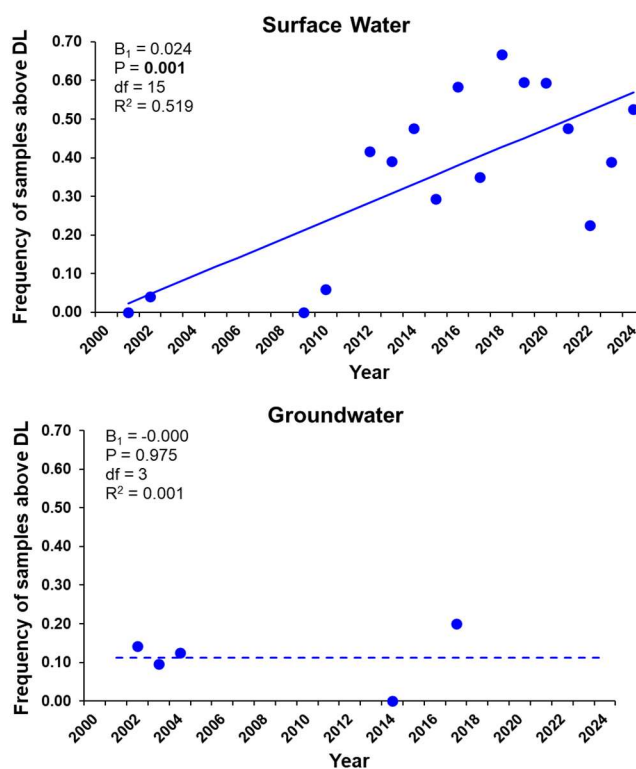 Surface Water
B₁ = 0.024
P = 0.001
df = 15
R² = 0.519
Frequency of samples above DL
0.70
0.60
0.50
0.40
0.30
0.20
0.10
0.00
2000 2002 2004 2006 2008 2010 2012 2014 2016 2018 2020 2022 2024
Year
Groundwater
B₁ = -0.000
P = 0.975
df = 3
R² = 0.001
Frequency of samples above DL
0.70
0.60
0.50
0.40
0.30
0.20
0.10
0.00
2000 2002 2004 2006 2008 2010 2012 2014 2016 2018 2020 2022 2024
Year